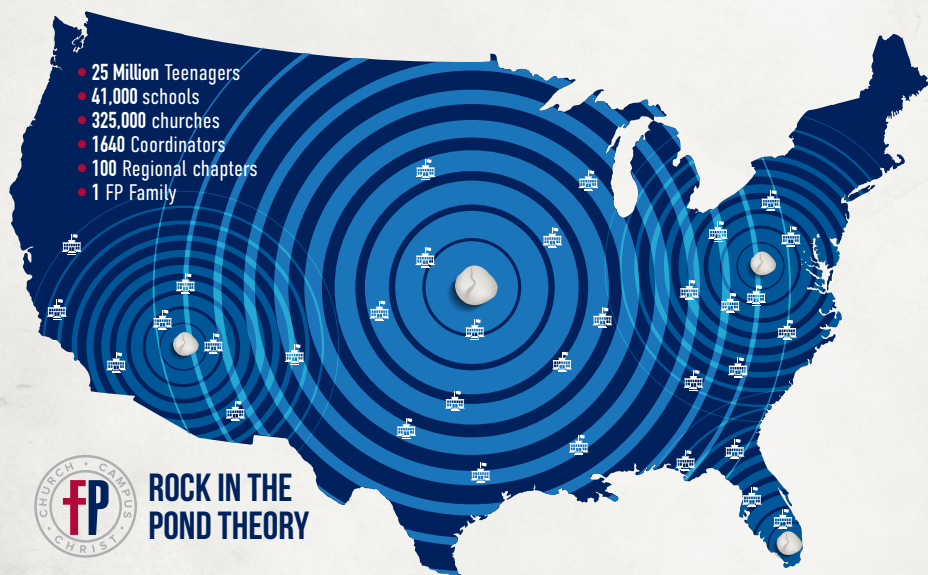 25 Million Teenagers
41,000 schools
325,000 churches
1640 Coordinators
100 Regional chapters
1 FP Family
CHURCH • CAMPUS • CHRIST •
fP
ROCK IN THE
POND THEORY